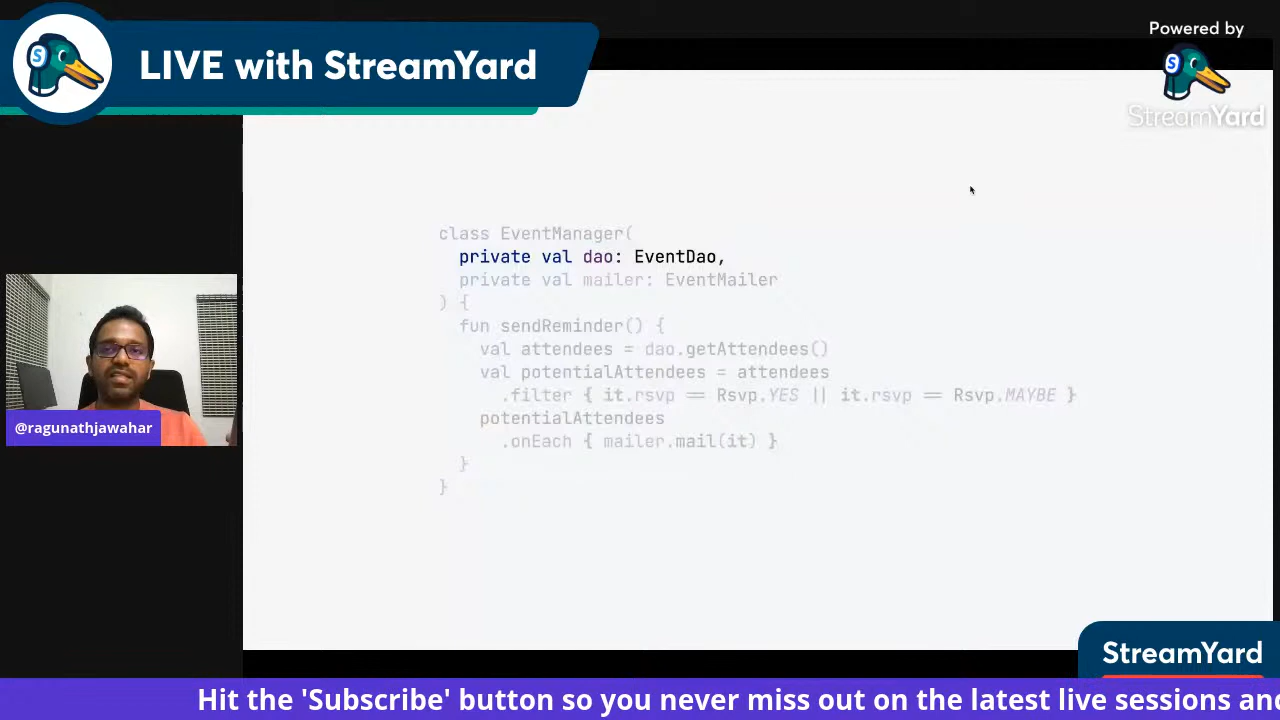 LIVE with StreamYard
Powered by
StreamYard
class EventManager(
private val dao: EventDao,
private val mailer: EventMailer
) {
fun sendReminder() {
val attendees = dao.getAttendees()
val potentialAttendees = attendees
.filter { it.rsvp == Rsvp.YES || it.rsvp == Rsvp.MAYBE }
potentialAttendees
.onEach { mailer.mail(it) }
}
}
@ragunathjawahar
StreamYard
Hit the 'Subscribe' button so you never miss out on the latest live sessions and